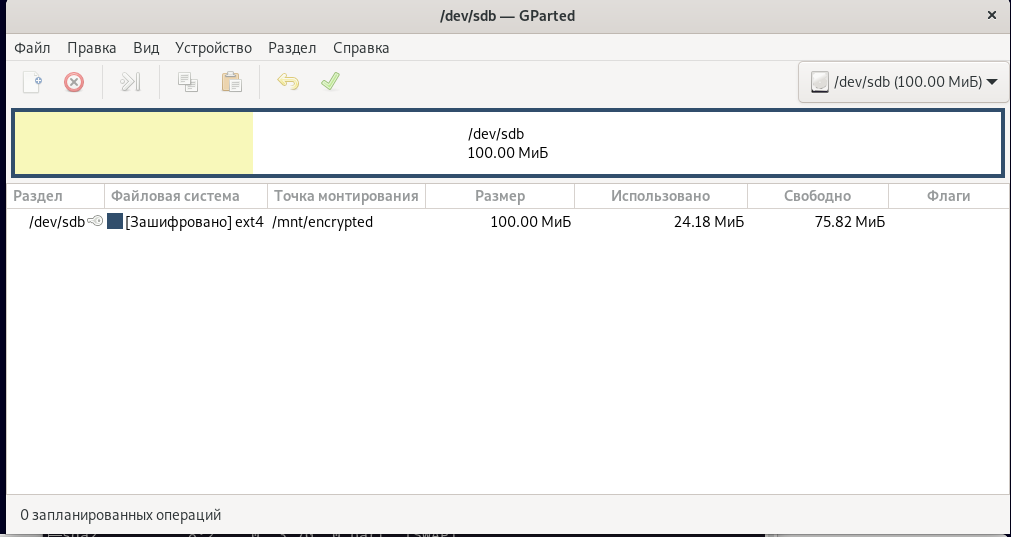 /dev/sdb — GParted
Файл Правка Вид Устройство Раздел Справка
/dev/sdb (100.00 МиБ)
/dev/sdb
100.00 МиБ
Раздел Файловая система Точка монтирования Размер Использовано Свободно Флаги
/dev/sdb [Зашифровано] ext4 /mnt/encrypted 100.00 МиБ 24.18 МиБ 75.82 МиБ
0 запланированных операций